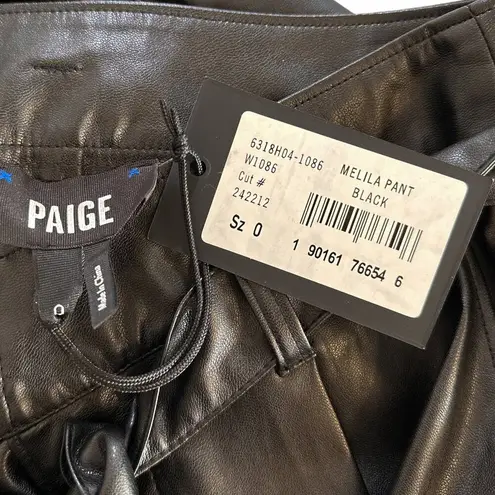 PAIGE
0
Made in China
6318H04-1086 MELILA PANT
W1086 BLACK
Cut #
242212
Sz 0
1 90161 76654 6